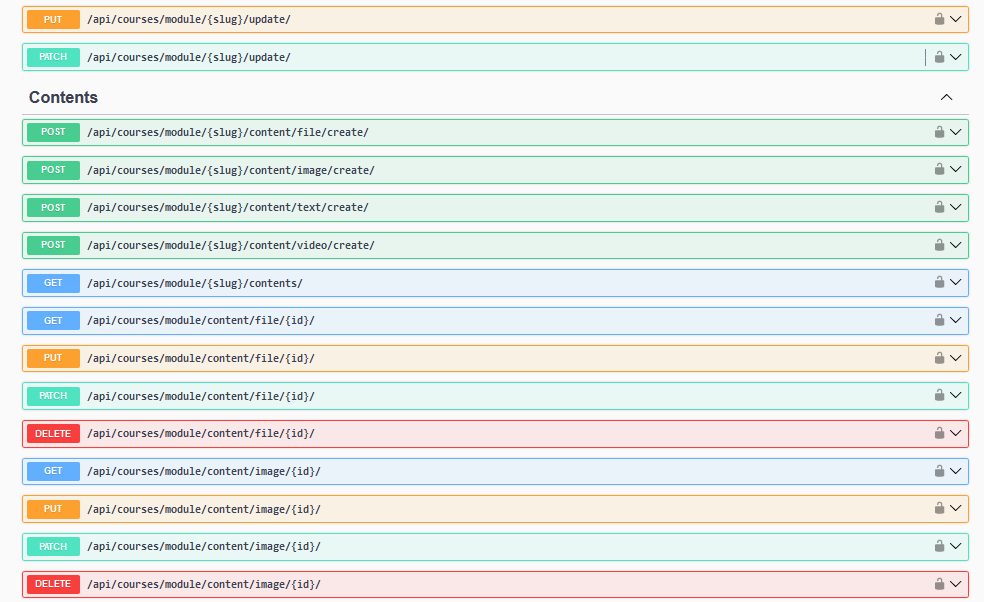 PUT /api/courses/module/{slug}/update/
PATCH /api/courses/module/{slug}/update/
Contents
POST /api/courses/module/{slug}/content/file/create/
POST /api/courses/module/{slug}/content/image/create/
POST /api/courses/module/{slug}/content/text/create/
POST /api/courses/module/{slug}/content/video/create/
GET /api/courses/module/{slug}/contents/
GET /api/courses/module/content/file/{id}/
PUT /api/courses/module/content/file/{id}/
PATCH /api/courses/module/content/file/{id}/
DELETE /api/courses/module/content/file/{id}/
GET /api/courses/module/content/image/{id}/
PUT /api/courses/module/content/image/{id}/
PATCH /api/courses/module/content/image/{id}/
DELETE /api/courses/module/content/image/{id}/